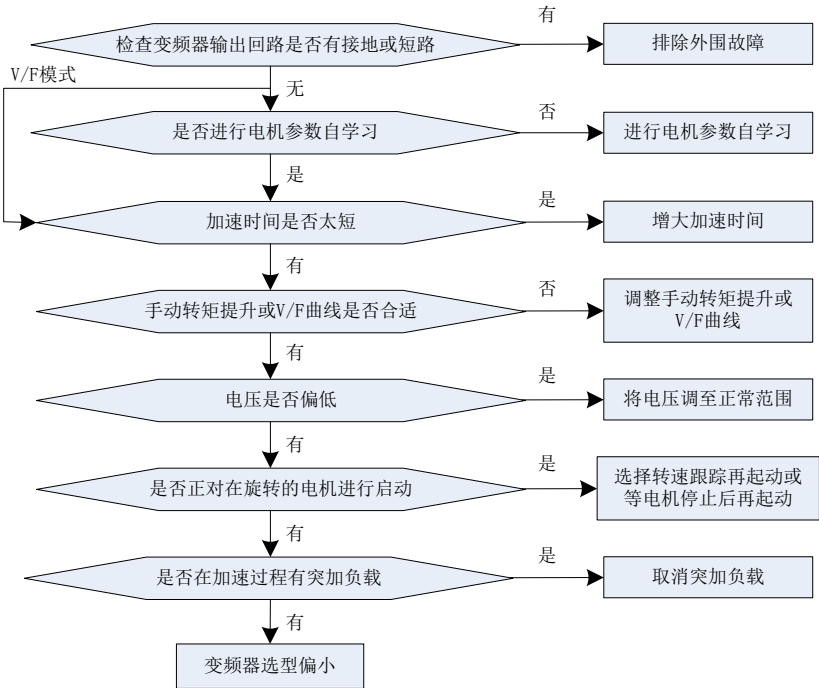 检查变频器输出回路是否有接地或短路
有
排除外围故障
V/F模式
无
是否进行电机参数自学习
否
进行电机参数自学习
是
加速时间是否太短
是
增大加速时间
有
手动转矩提升或V/F曲线是否合适
否
调整手动转矩提升或
V/F曲线
有
电压是否偏低
是
将电压调至正常范围
有
是否正对在旋转的电机进行启动
是
选择转速跟踪再起动或
等电机停止后再起动
有
是否在加速过程有突加负载
是
取消突加负载
有
变频器选型偏小